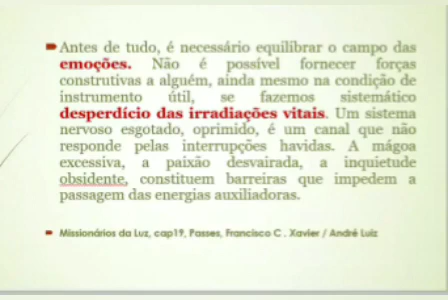 Antes de tudo, é necessário equilibrar o campo das
emoções. Não é possível fornecer forças
construtivas a alguém, ainda mesmo na condição de
instrumento útil, se fazemos sistemático
desperdício das irradiações vitais. Um sistema
nervoso esgotado, oprimido, é um canal que não
responde pelas interrupções havidas. A mágoa
excessiva, a paixão desvairada, a inquietude
obsidente, constituem barreiras que impedem a
passagem das energias auxiliadoras.
Missionários da Luz, cap19, Passes, Francisco C . Xavier / André Luiz